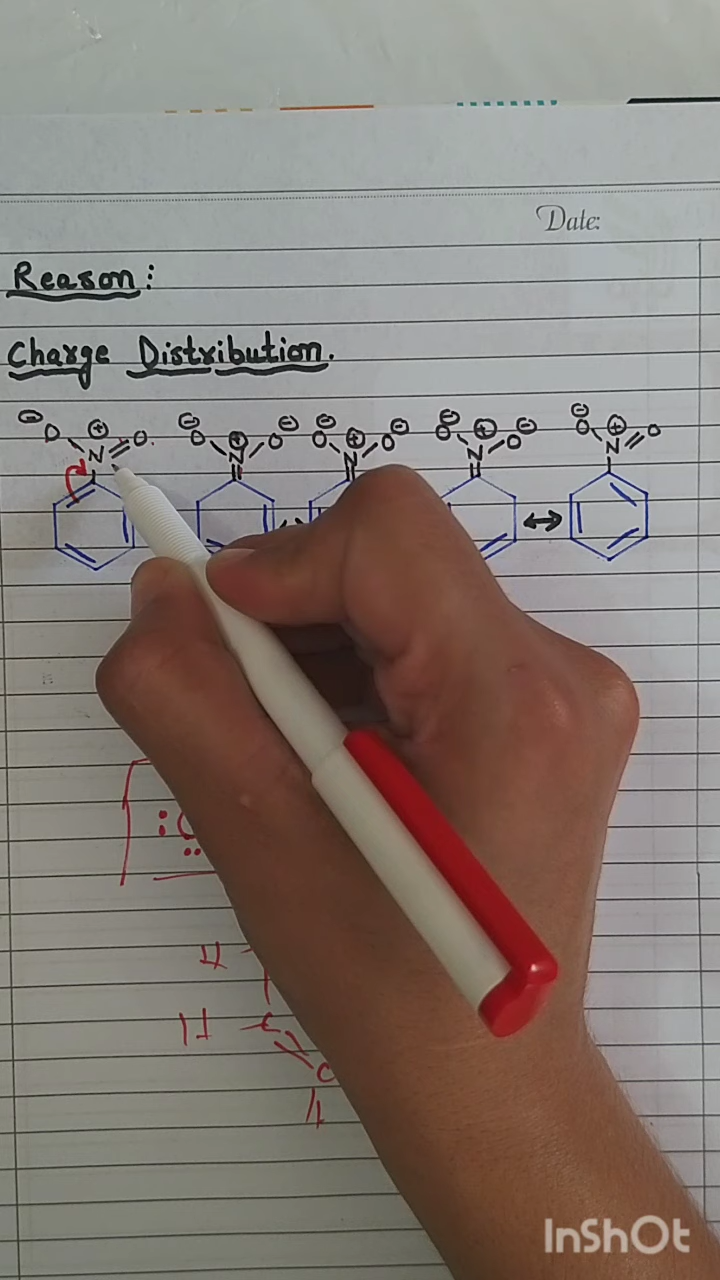 Date:
Reason:
Charge Distribution.
⊖ ⊕ ⊖ ⊕ ⊖ ⊖ ⊕ ⊖ ⊖ ⊕ ⊖ ⊖ ⊕
O N O O N O O N O O N O O N O
↔
H
H C
InShOt